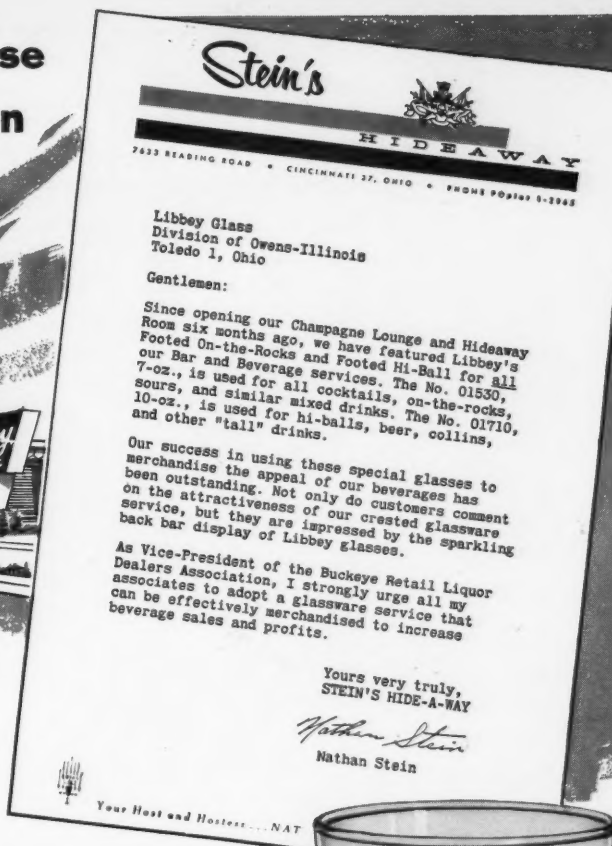 se
n
Stein's
HIDEAWAY
7633 READING ROAD • CINCINNATI 37, OHIO • PHONE POplar 1-2965
Libbey Glass
Division of Owens-Illinois
Toledo 1, Ohio
Gentlemen:
Since opening our Champagne Lounge and Hideaway
Room six months ago, we have featured Libbey's
Footed On-the-Rocks and Footed Hi-Ball for all
our Bar and Beverage services. The No. 01530,
7-oz., is used for all cocktails, on-the-rocks,
sours, and similar mixed drinks. The No. 01710,
10-oz., is used for hi-balls, beer, collins,
and other "tall" drinks.
Our success in using these special glasses to
merchandise the appeal of our beverages has
been outstanding. Not only do customers comment
on the attractiveness of our crested glassware
service, but they are impressed by the sparkling
back bar display of Libbey glasses.
As Vice-President of the Buckeye Retail Liquor
Dealers Association, I strongly urge all my
associates to adopt a glassware service that
can be effectively merchandised to increase
beverage sales and profits.
Yours very truly,
STEIN'S HIDE-A-WAY
Nathan Stein
Nathan Stein
Your Host and Hostess...NAT